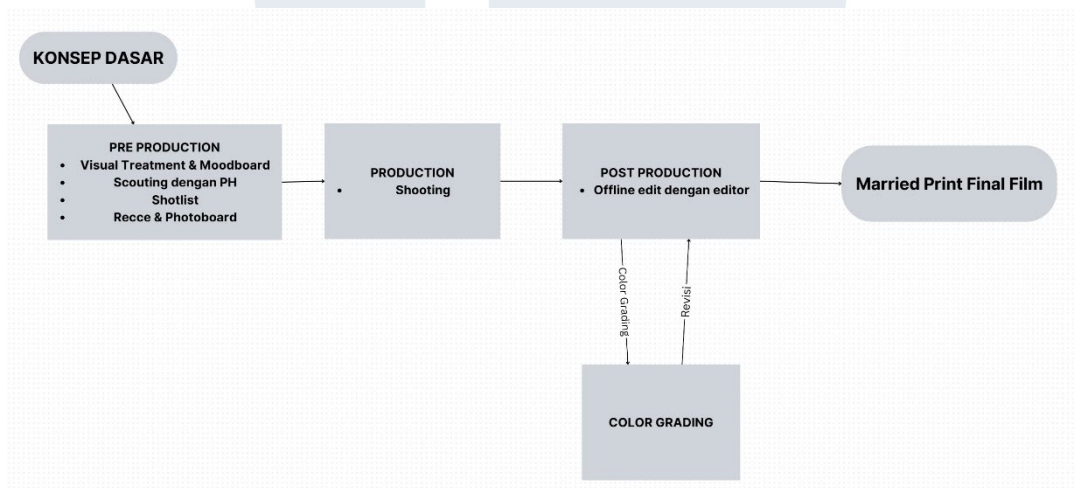 KONSEP DASAR
PRE PRODUCTION
• Visual Treatment & Moodboard
• Scouting dengan PH
• Shotlist
• Recce & Photoboard
PRODUCTION
• Shooting
POST PRODUCTION
• Offline edit dengan editor
Married Print Final Film
Color Grading
Revisi
COLOR GRADING